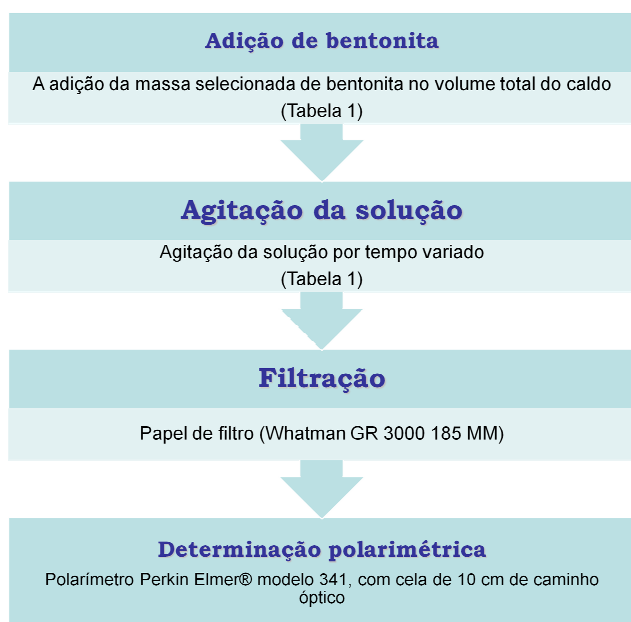 Adição de bentonita
A adição da massa selecionada de bentonita no volume total do caldo
(Tabela 1)
Agitação da solução
Agitação da solução por tempo variado
(Tabela 1)
Filtração
Papel de filtro (Whatman GR 3000 185 MM)
Determinação polarimétrica
Polarímetro Perkin Elmer® modelo 341, com cela de 10 cm de caminho
óptico